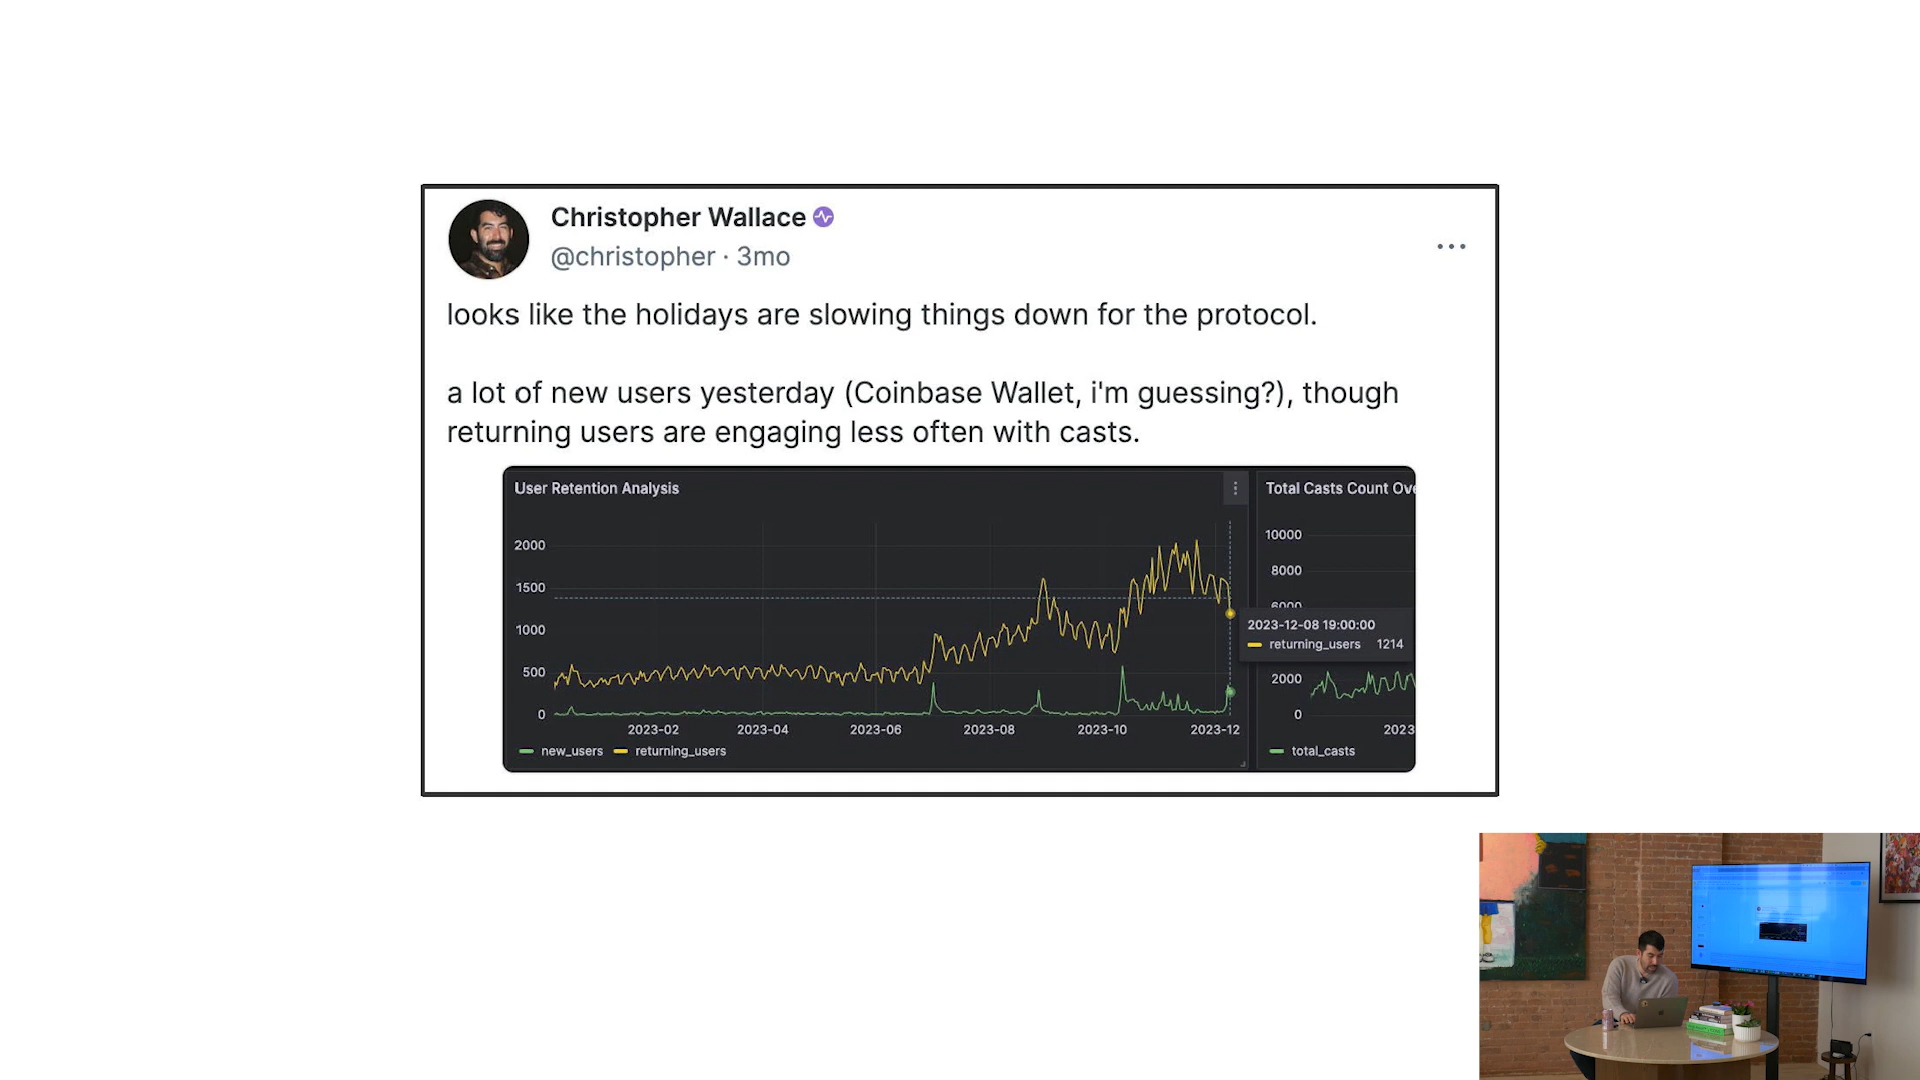 Christopher Wallace
@christopher · 3mo
looks like the holidays are slowing things down for the protocol.
a lot of new users yesterday (Coinbase Wallet, i'm guessing?), though
returning users are engaging less often with casts.
User Retention Analysis
2000
1500
1000
500
0
2023-02 2023-04 2023-06 2023-08 2023-10 2023-12
new_users returning_users
Total Casts Count Ove
10000
8000
6000
2023-12-08 19:00:00
returning_users 1214
2000
0
2023
total_casts